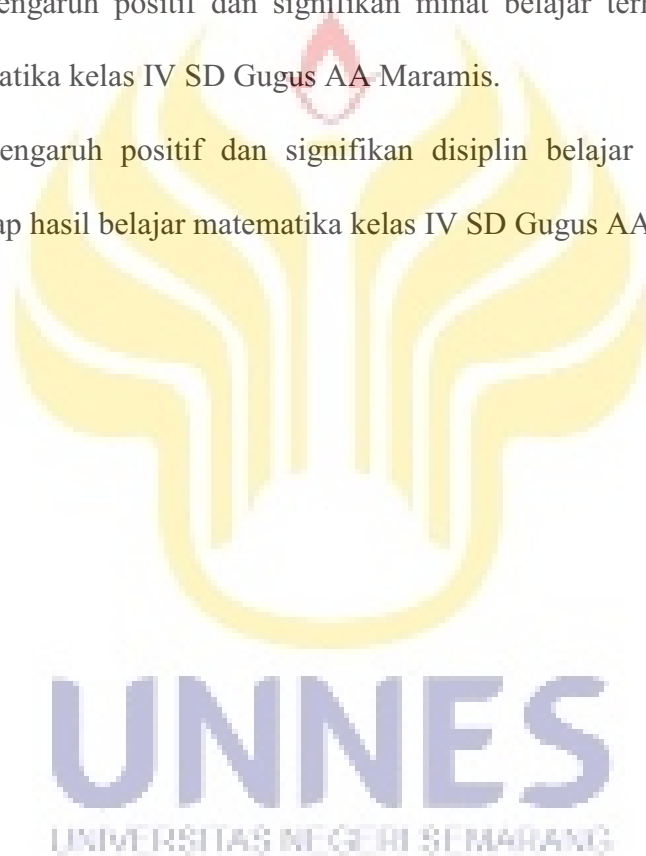 engaruh positif dan signifikan minat belajar ter
atika kelas IV SD Gugus AA Maramis.
engaruh positif dan signifikan disiplin belajar
ap hasil belajar matematika kelas IV SD Gugus AA
UNNES
UNIVERSITAS NEGERI SEMARANG